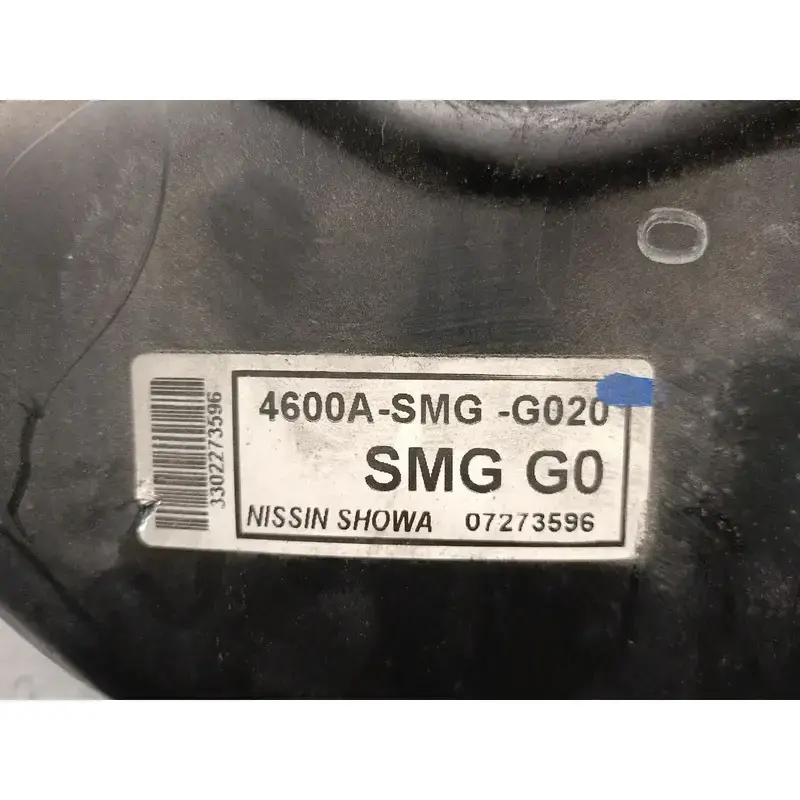 3302273596
4600A-SMG -G020
SMG G0
NISSIN SHOWA 07273596